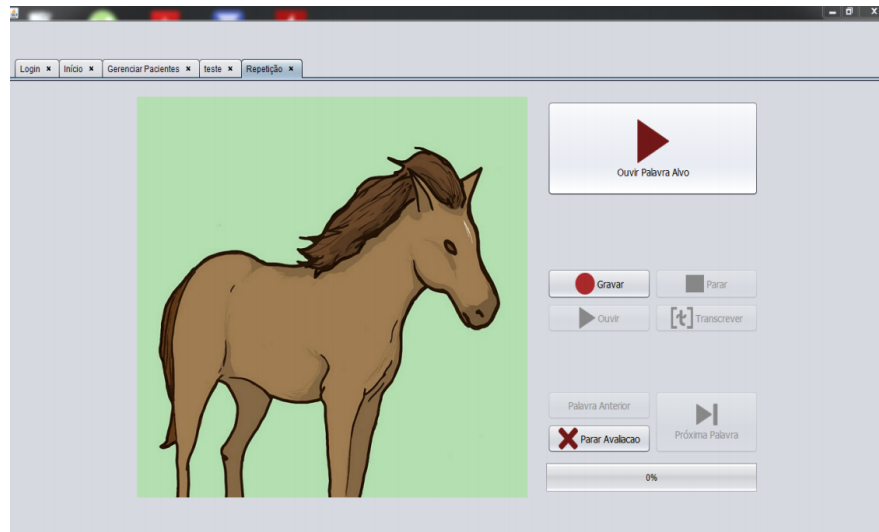 Login x Início x Gerenciar Pacientes x teste x Repetição x
Ouvir Palavra Alvo
Gravar Parar
Ouvir [t] Transcrever
Palavra Anterior
Próxima Palavra
Parar Avaliacao
0%